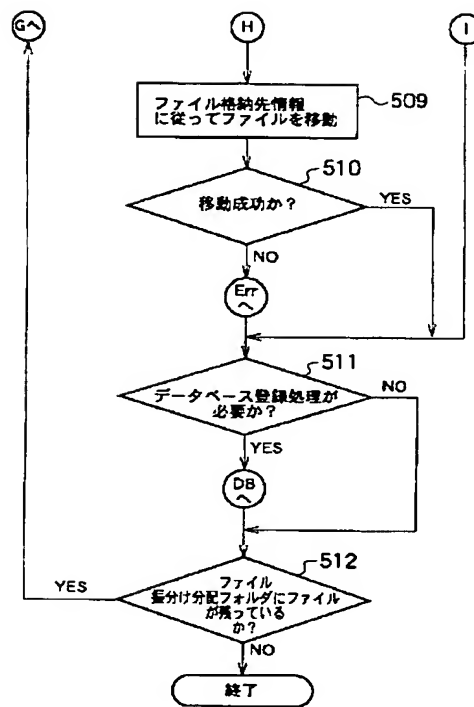 Gへ
H
I
ファイル格納先情報
に従ってファイルを移動
509
510
移動成功か?
YES
NO
Err
へ
511
データベース登録処理が
必要か?
NO
YES
DB
へ
512
ファイル
振分け分配フォルダにファイル
が残っている
か?
YES
NO
終了